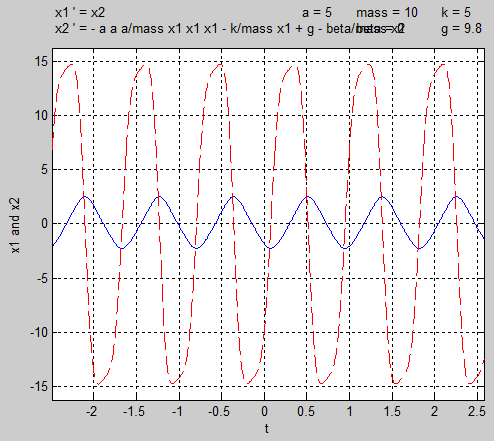 x1 ' = x2 a = 5 mass = 10 k = 5
x2 ' = - a a a/mass x1 x1 x1 - k/mass x1 + g - beta/ = 0 g = 9.8
15
10
5
0
-5
-10
-15
x1 and x2
-2 -1.5 -1 -0.5 0 0.5 1 1.5 2 2.5
t